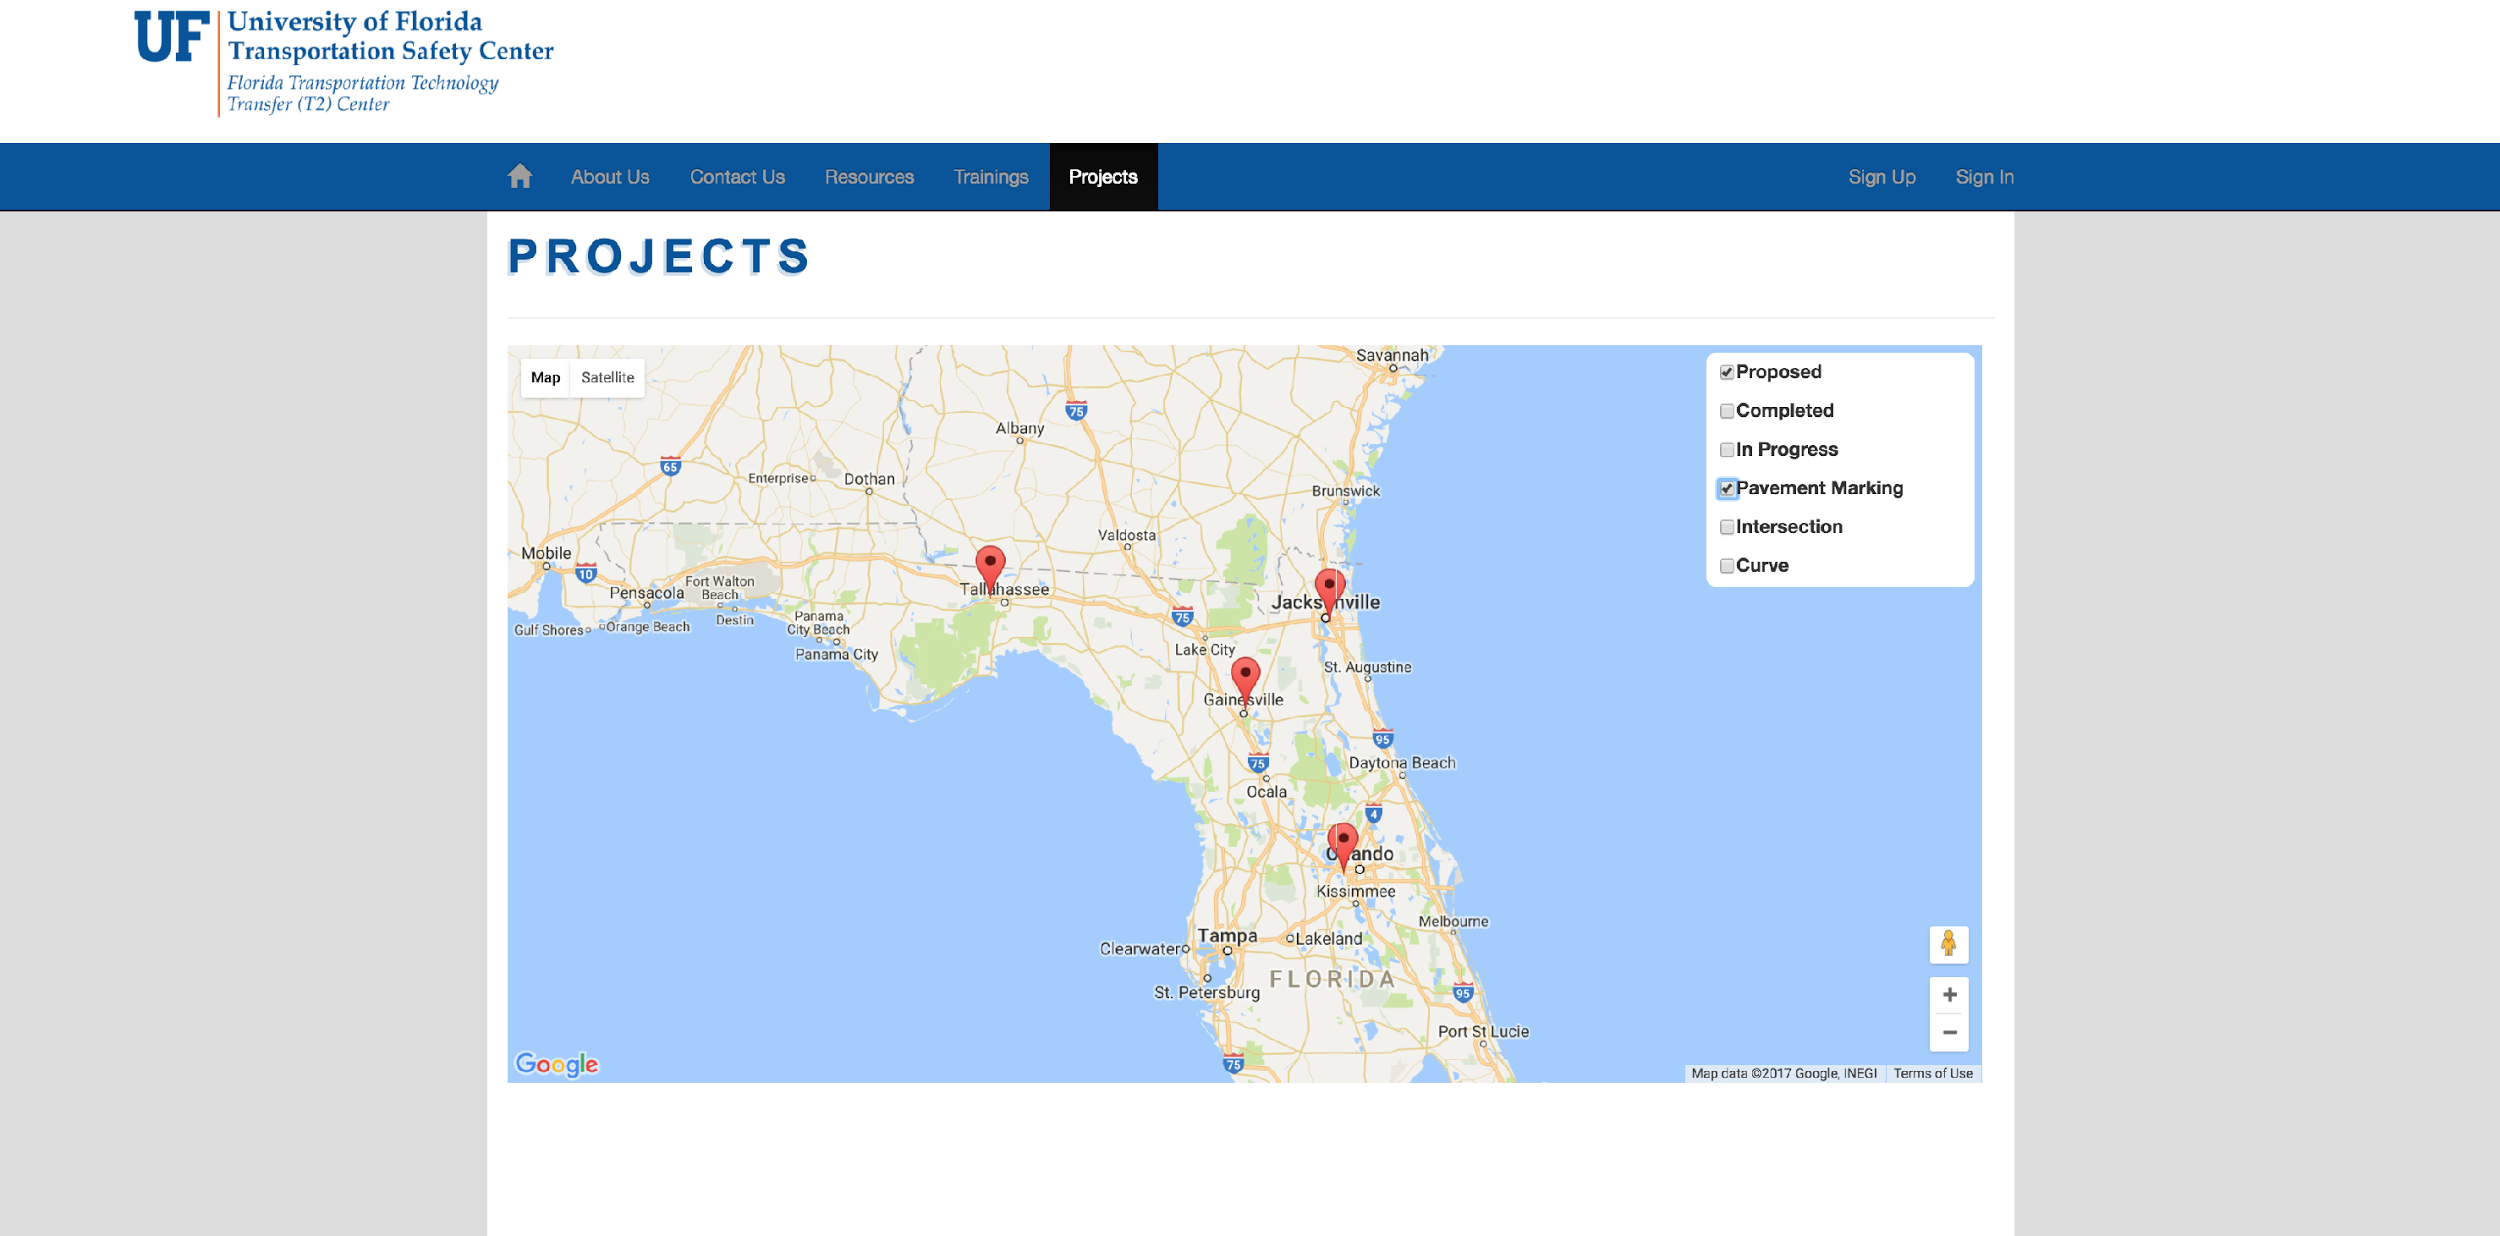 UF
University of Florida
Transportation Safety Center
Florida Transportation Technology
Transfer (T2) Center
About Us
Contact Us
Resources
Trainings
Projects
Sign Up
Sign In
PROJECTS
Map
Satellite
Proposed
Completed
In Progress
Pavement Marking
Intersection
Curve
Savannah
75
Albany
65
Enterprise
Dothan
Brunswick
Valdosta
Mobile
10
Fort Walton
Beach
Pensacola
Tallahassee
Jacksonville
Gulf Shores
Orange Beach
Destin
Panama
City Beach
75
Panama City
Lake City
St. Augustine
Gainesville
95
75
Daytona Beach
Ocala
4
Orlando
Kissimmee
Melbourne
Tampa
Lakeland
Clearwater
FLORIDA
St. Petersburg
95
Port St Lucie
75
+
−
Google
Map data ©2017 Google, INEGI
Terms of Use